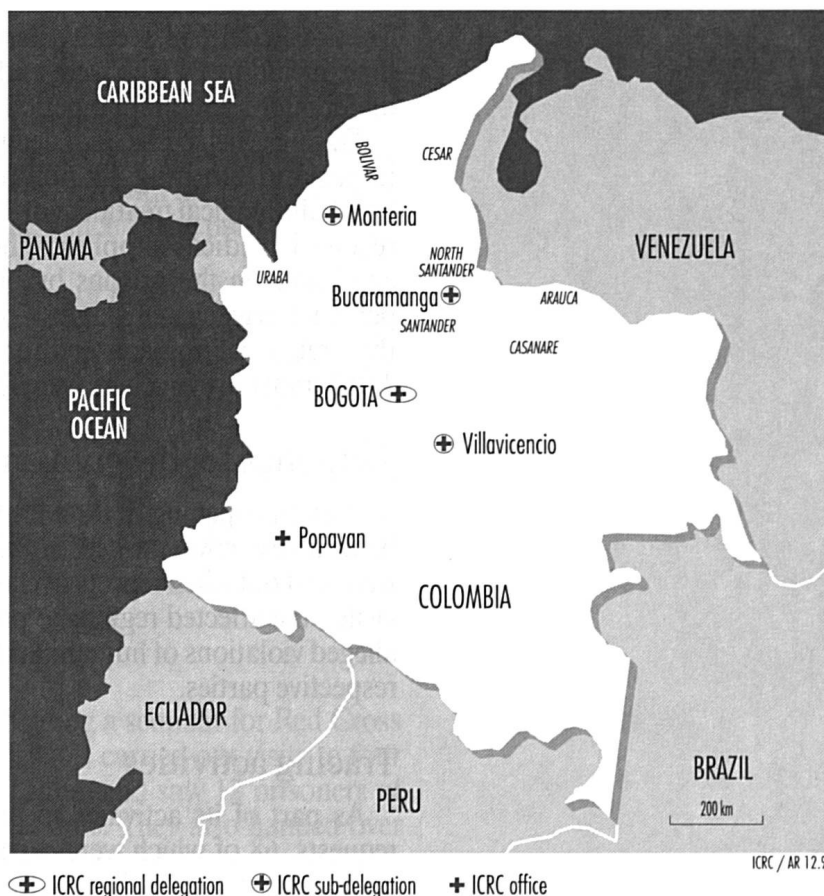 CARIBBEAN SEA
BOLIVAR
CESAR
Monteria
PANAMA
VENEZUELA
URABA
NORTH
SANTANDER
Bucaramanga
ARAUCA
SANTANDER
CASANARE
PACIFIC
OCEAN
BOGOTA
Villavicencio
Popayan
COLOMBIA
ECUADOR
PERU
BRAZIL
200 km
ICRC / AR 12.9
ICRC regional delegation ICRC sub-delegation ICRC office